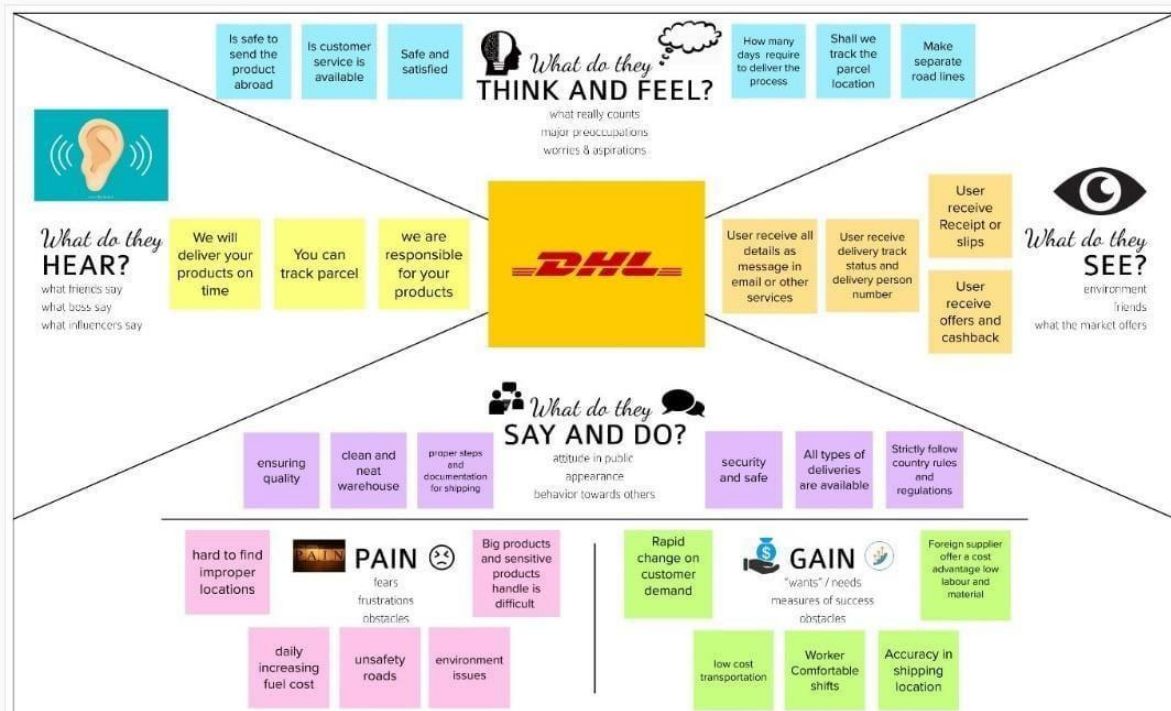 Is safe to
send the
product
abroad
Is customer
service is
available
Safe and
satisfied
What do they
THINK AND FEEL?
what really counts
major preoccupations
worries & aspirations
How many
days require
to deliver the
process
Shall we
track the
parcel
location
Make
separate
road lines
What do they
HEAR?
what friends say
what boss say
what influencers say
We will
deliver your
products on
time
You can
track parcel
we are
responsible
for your
products
DHL
User receive all
details as
message in
email or other
services
User receive
delivery track
status and
delivery person
number
User
receive
Receipt or
slips
User
receive
offers and
cashback
What do they
SEE?
environment
friends
what the market offers
What do they
SAY AND DO?
attitude in public
appearance
behavior towards others
ensuring
quality
clean and
neat
warehouse
proper steps
and
documentation
for shipping
security
and safe
All types of
deliveries
are available
Strictly follow
country rules
and
regulations
hard to find
improper
locations
PAIN
PAIN
fears
frustrations
obstacles
Big products
and sensitive
products
handle is
difficult
daily
increasing
fuel cost
unsafety
roads
environment
issues
Rapid
change on
customer
demand
GAIN
"wants" / needs
measures of success
obstacles
Foreign supplier
offer a cost
advantage low
labour and
material
low cost
transportation
Worker
Comfortable
shifts
Accuracy in
shipping
location